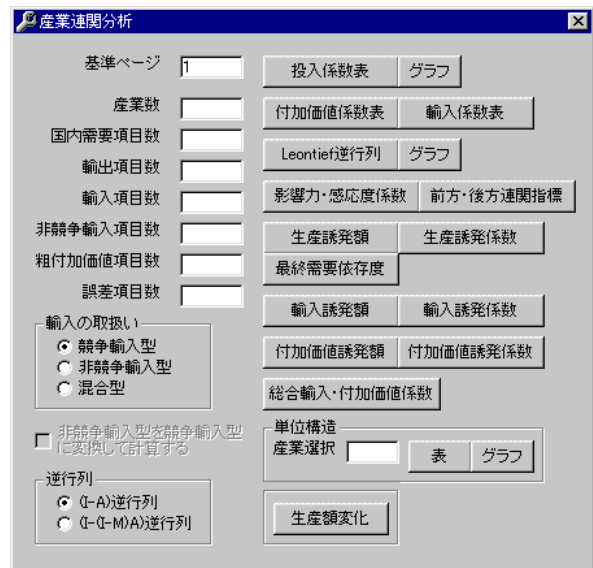 産業連関分析
基準ページ 1
産業数
国内需要項目数
輸出項目数
輸入項目数
非競争輸入項目数
粗付加価値項目数
誤差項目数
輸入の取扱い
競争輸入型
非競争輸入型
混合型
非競争輸入型を競争輸入型
に変換して計算する
逆行列
(I-A)逆行列
(I-(I-M)A)逆行列
投入係数表 グラフ
付加価値係数表 輸入係数表
Leontief逆行列 グラフ
影響力・感応度係数 前方・後方連関指標
生産誘発額 生産誘発係数
最終需要依存度
輸入誘発額 輸入誘発係数
付加価値誘発額 付加価値誘発係数
総合輸入・付加価値係数
単位構造
産業選択 表 グラフ
生産額変化